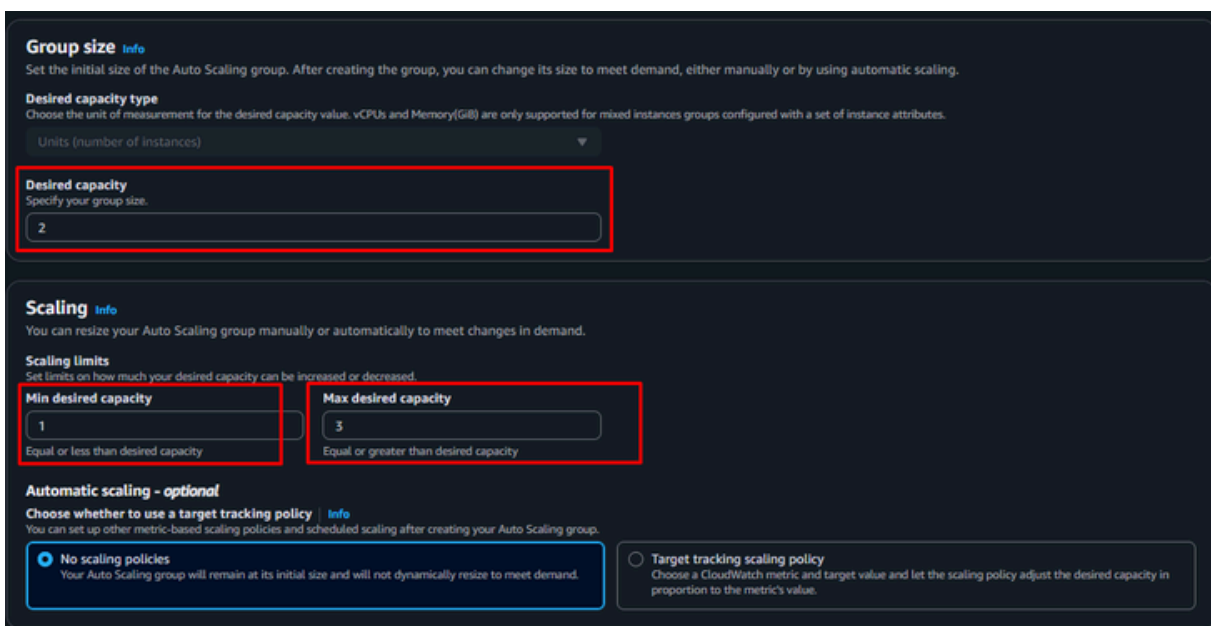 Group size Info
Set the initial size of the Auto Scaling group. After creating the group, you can change its size to meet demand, either manually or by using automatic scaling.
Desired capacity type
Choose the unit of measurement for the desired capacity value. vCPUs and Memory(GiB) are only supported for mixed instances groups configured with a set of instance attributes.
Units (number of instances)
Desired capacity
Specify your group size.
2
Scaling Info
You can resize your Auto Scaling group manually or automatically to meet changes in demand.
Scaling limits
Set limits on how much your desired capacity can be increased or decreased.
Min desired capacity
1
Equal or less than desired capacity
Max desired capacity
3
Equal or greater than desired capacity
Automatic scaling - optional
Choose whether to use a target tracking policy | Info
You can set up other metric-based scaling policies and scheduled scaling after creating your Auto Scaling group.
No scaling policies
Your Auto Scaling group will remain at its initial size and will not dynamically resize to meet demand.
Target tracking scaling policy
Choose a CloudWatch metric and target value and let the scaling policy adjust the desired capacity in
proportion to the metric's value.